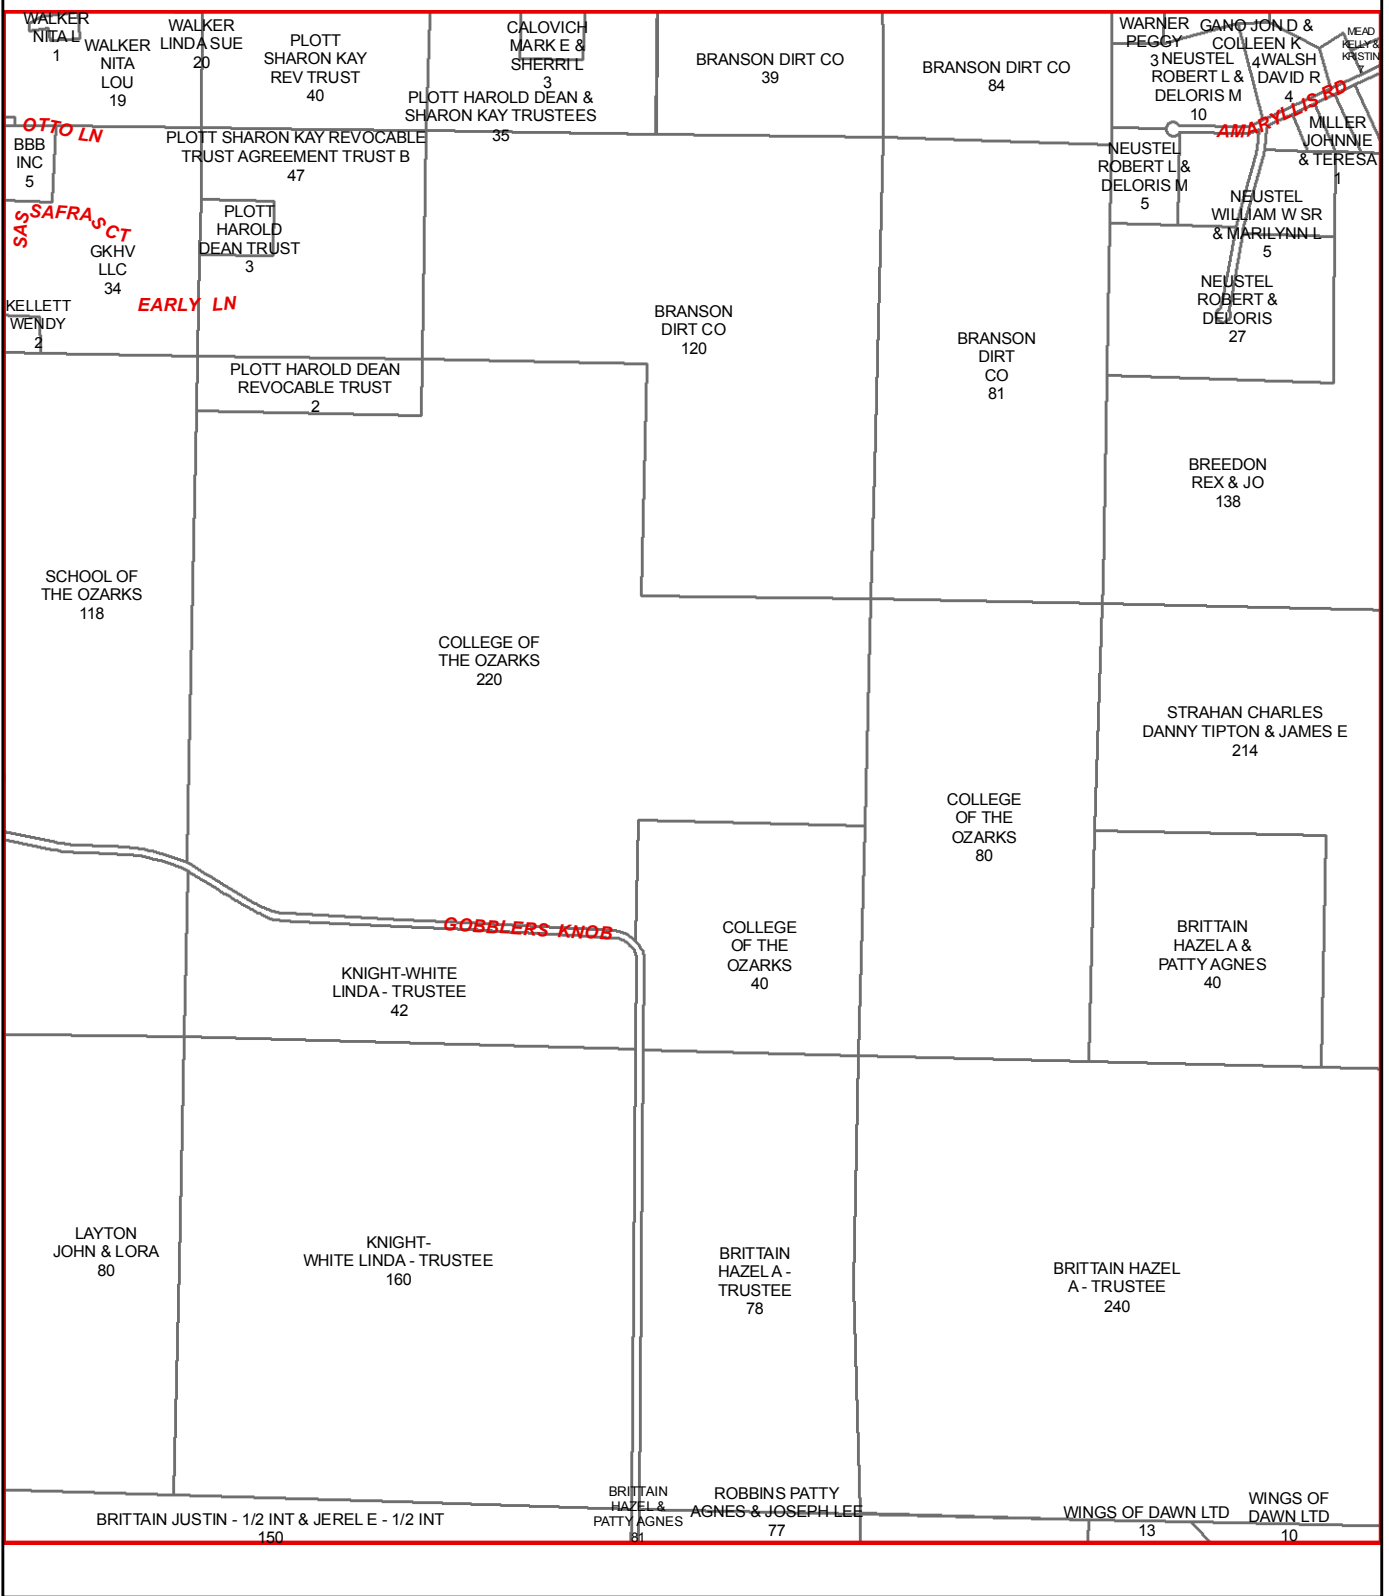 WALKER
NITA L
1
WALKER
NITA
LOU
19
WALKER
LINDA SUE
20
PLOTT
SHARON KAY
REV TRUST
40
CALOVICH
MARK E &
SHERRI L
3
PLOTT HAROLD DEAN &
SHARON KAY TRUSTEES
35
BRANSON DIRT CO
39
BRANSON DIRT CO
84
WARNER
PEGGY
3
GANO JON D &
COLLEEN K
4
NEUSTEL
ROBERT L &
DELORIS M
10
WALSH
DAVID R
4
MEAD
KELLY &
KRISTIN
7
AMARYLLIS RD
MILLER
JOHNNIE
& TERESA
1
OTTO LN
BBB
INC
5
PLOTT SHARON KAY REVOCABLE
TRUST AGREEMENT TRUST B
47
NEUSTEL
ROBERT L &
DELORIS M
5
NEUSTEL
WILLIAM W SR
& MARILYNN L
5
SASSAFRAS CT
PLOTT
HAROLD
DEAN TRUST
3
GKHV
LLC
34
EARLY LN
KELLETT
WENDY
2
NEUSTEL
ROBERT &
DELORIS
27
BRANSON
DIRT CO
120
BRANSON
DIRT
CO
81
PLOTT HAROLD DEAN
REVOCABLE TRUST
2
BREEDON
REX & JO
138
SCHOOL OF
THE OZARKS
118
COLLEGE OF
THE OZARKS
220
STRAHAN CHARLES
DANNY TIPTON & JAMES E
214
COLLEGE
OF THE
OZARKS
80
GOBBLERS KNOB
COLLEGE
OF THE
OZARKS
40
BRITTAIN
HAZEL A &
PATTY AGNES
40
KNIGHT-WHITE
LINDA - TRUSTEE
42
LAYTON
JOHN & LORA
80
KNIGHT-
WHITE LINDA - TRUSTEE
160
BRITTAIN
HAZEL A -
TRUSTEE
78
BRITTAIN HAZEL
A - TRUSTEE
240
BRITTAIN JUSTIN - 1/2 INT & JEREL E - 1/2 INT
150
BRITTAIN
HAZEL &
PATTY AGNES
81
ROBBINS PATTY
AGNES & JOSEPH LEE
77
WINGS OF DAWN LTD
13
WINGS OF
DAWN LTD
10